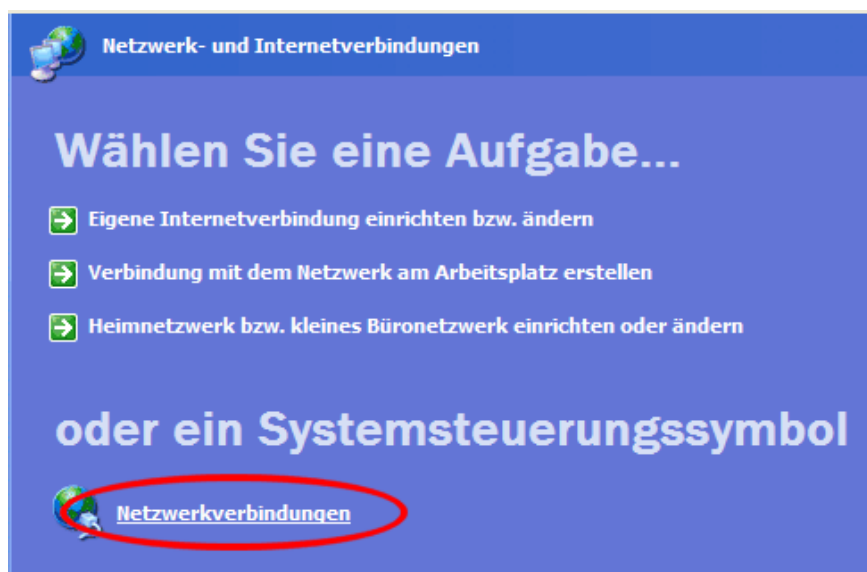 Netzwerk- und Internetverbindungen
Wählen Sie eine Aufgabe...
Eigene Internetverbindung einrichten bzw. ändern
Verbindung mit dem Netzwerk am Arbeitsplatz erstellen
Heimnetzwerk bzw. kleines Büronetzwerk einrichten oder ändern
oder ein Systemsteuerungssymbol
Netzwerkverbindungen